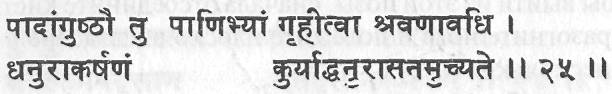 पादांगुष्ठौ तु पाणिभ्यां गृहीत्वा श्रवणावधि ।
धनुराकर्षणं कुर्याद्धनुरासनमुच्यते ॥ २५ ॥